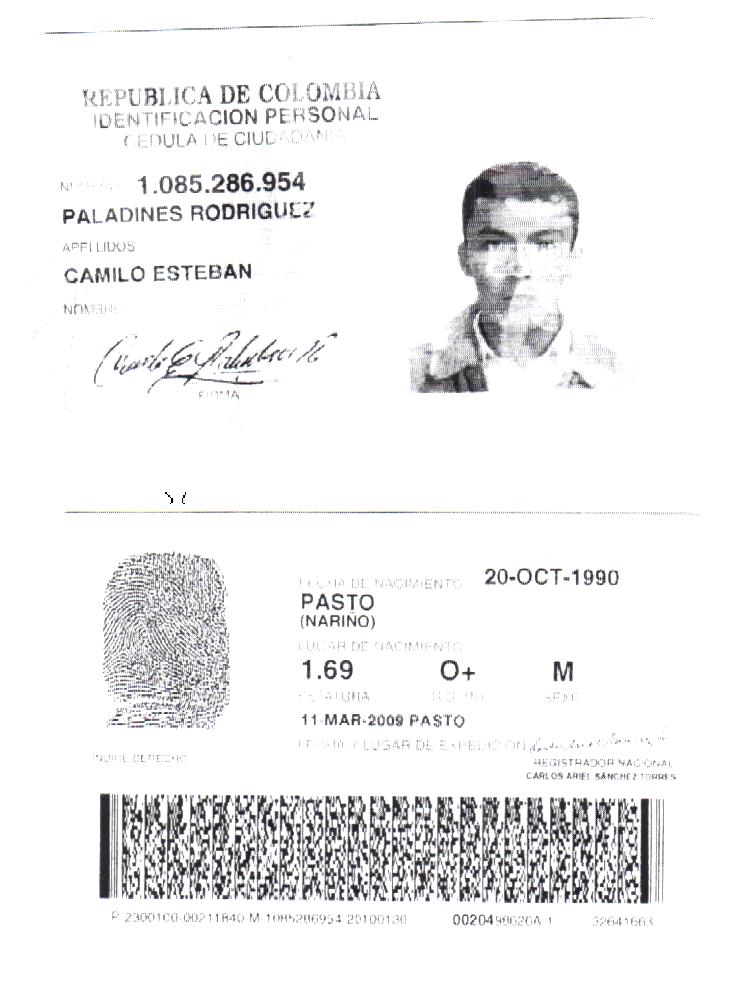 REPUBLICA DE COLOMBIA
IDENTIFICACION PERSONAL
CEDULA DE CIUDADANIA
NUMERO 1.085.286.954
PALADINES RODRIGUEZ
APELLIDOS
CAMILO ESTEBAN
NOMBRES
FIRMA
FECHA DE NACIMIENTO 20-OCT-1990
PASTO
(NARIÑO)
LUGAR DE NACIMIENTO
1.69 O+ M
ESTATURA G.S. RH SEXO
11-MAR-2009 PASTO
FECHA Y LUGAR DE EXPEDICION
INDICE DERECHO
REGISTRADOR NACIONAL
CARLOS ARIEL SÁNCHEZ TORRES
P-2300100-00211840-M-1085286954-20100130 0020498626A 1 32641663